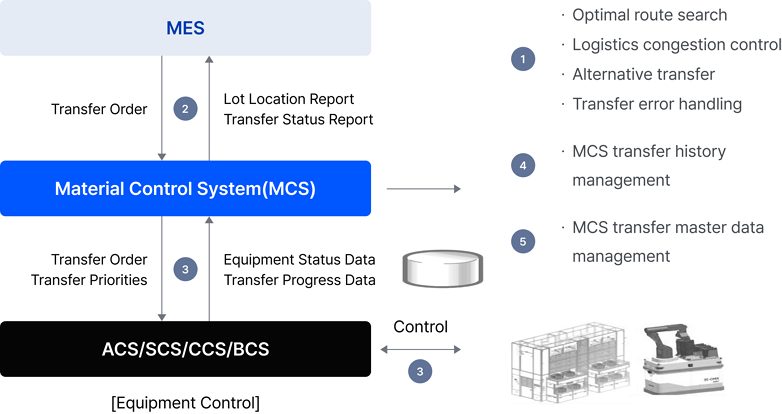 MES
Transfer Order
2
Lot Location Report
Transfer Status Report
Material Control System(MCS)
1
· Optimal route search
· Logistics congestion control
· Alternative transfer
· Transfer error handling
4
· MCS transfer history
management
5
· MCS transfer master data
management
Transfer Order
Transfer Priorities
3
Equipment Status Data
Transfer Progress Data
ACS/SCS/CCS/BCS
Control
3
[Equipment Control]